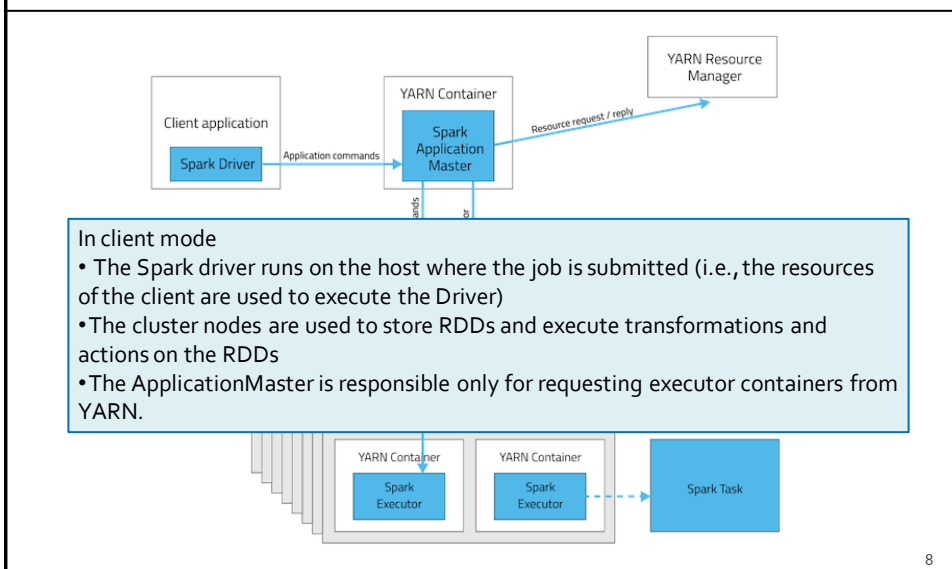 YARN Resource
Manager
YARN Container
Client application
Spark
Application
Master
Resource request / reply
Application commands
Spark Driver
In client mode
• The Spark driver runs on the host where the job is submitted (i.e., the resources
of the client are used to execute the Driver)
•The cluster nodes are used to store RDDs and execute transformations and
actions on the RDDs
•The ApplicationMaster is responsible only for requesting executor containers from
YARN.
YARN Container
Spark
Executor
YARN Container
Spark
Executor
Spark Task
8